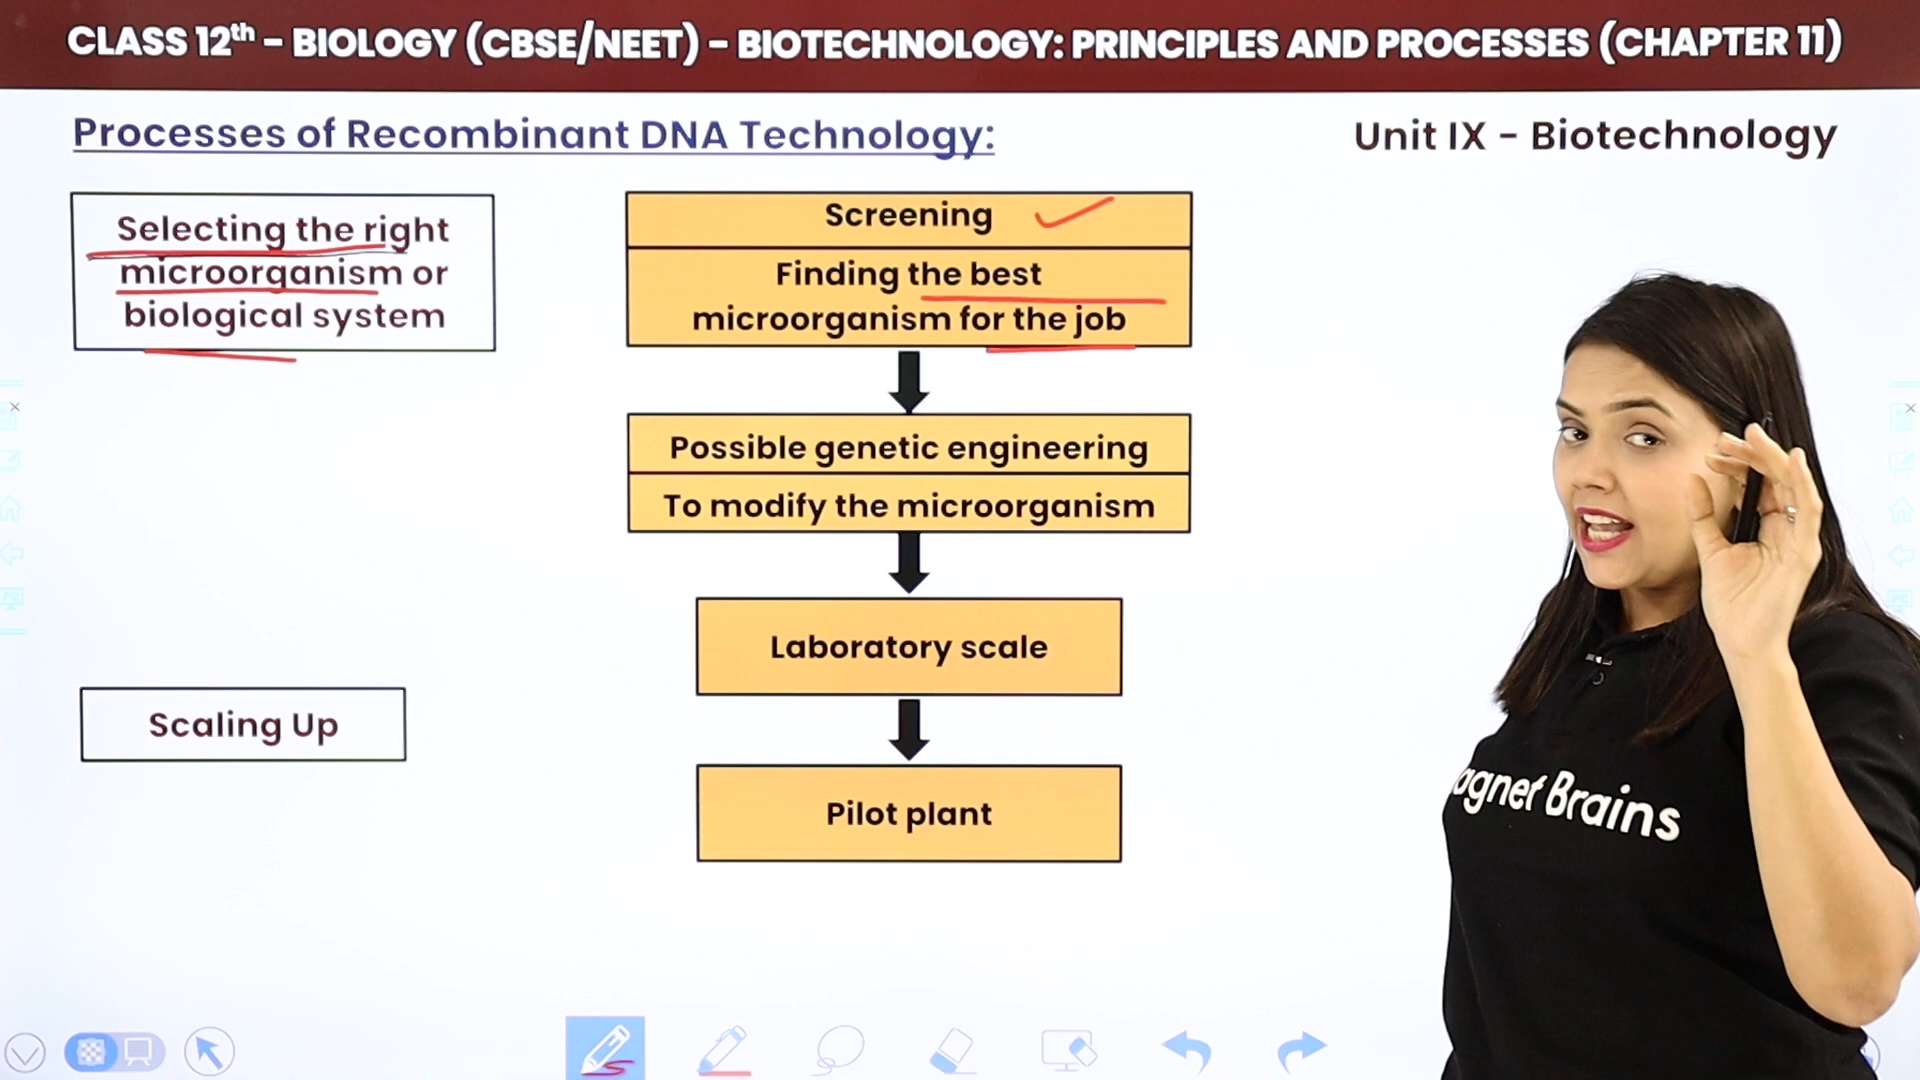 CLASS 12th – BIOLOGY (CBSE/NEET) – BIOTECHNOLOGY: PRINCIPLES AND PROCESSES (CHAPTER 11)
Processes of Recombinant DNA Technology:
Unit IX – Biotechnology
Selecting the right
microorganism or
biological system
Screening
Finding the best
microorganism for the job
Possible genetic engineering
To modify the microorganism
Laboratory scale
Scaling Up
Pilot plant
agnet Brains